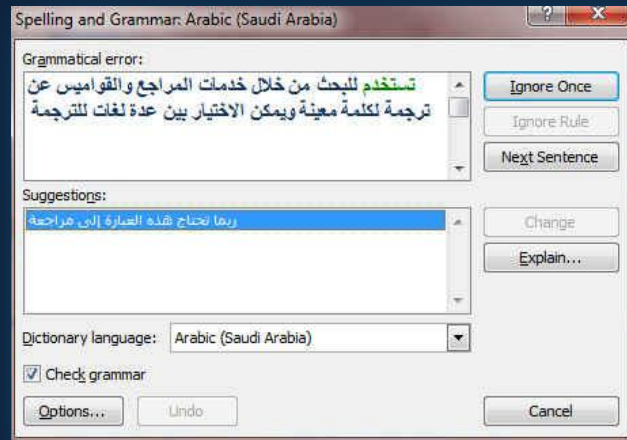 Spelling and Grammar: Arabic (Saudi Arabia)
Grammatical error:
تستخدم للبحث من خلال خدمات المراجع والقواميس عن
ترجمة لكلمة معينة ويمكن الاختيار بين عدة لغات للترجمة
Ignore Once
Ignore Rule
Next Sentence
Suggestions:
ربما تحتاج هذه العبارة إلى مراجعة
Change
Explain...
Dictionary language: Arabic (Saudi Arabia)
Check grammar
Options...
Undo
Cancel